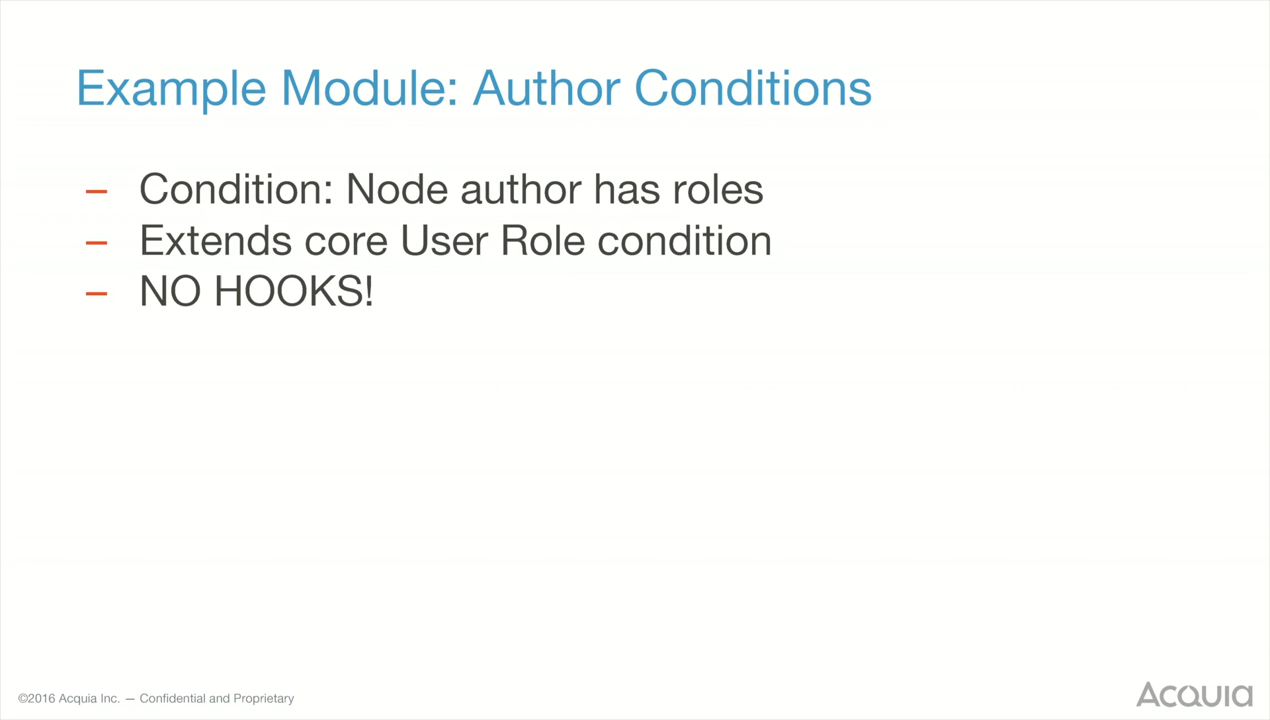 Example Module: Author Conditions
– Condition: Node author has roles
– Extends core User Role condition
– NO HOOKS!
©2016 Acquia Inc. — Confidential and Proprietary
ACQUIA